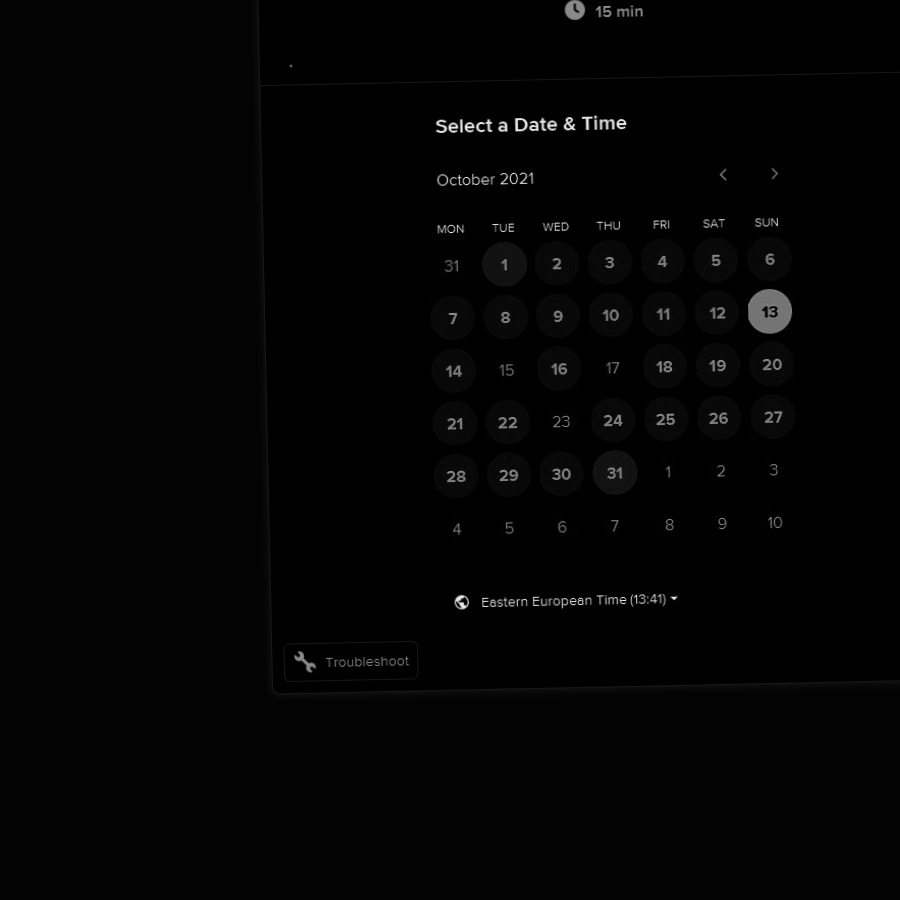 15 min
.
Select a Date & Time
October 2021
MON TUE WED THU FRI SAT SUN
31 1 2 3 4 5 6
7 8 9 10 11 12 13
14 15 16 17 18 19 20
21 22 23 24 25 26 27
28 29 30 31 1 2 3
4 5 6 7 8 9 10
Eastern European Time (13:41)
Troubleshoot